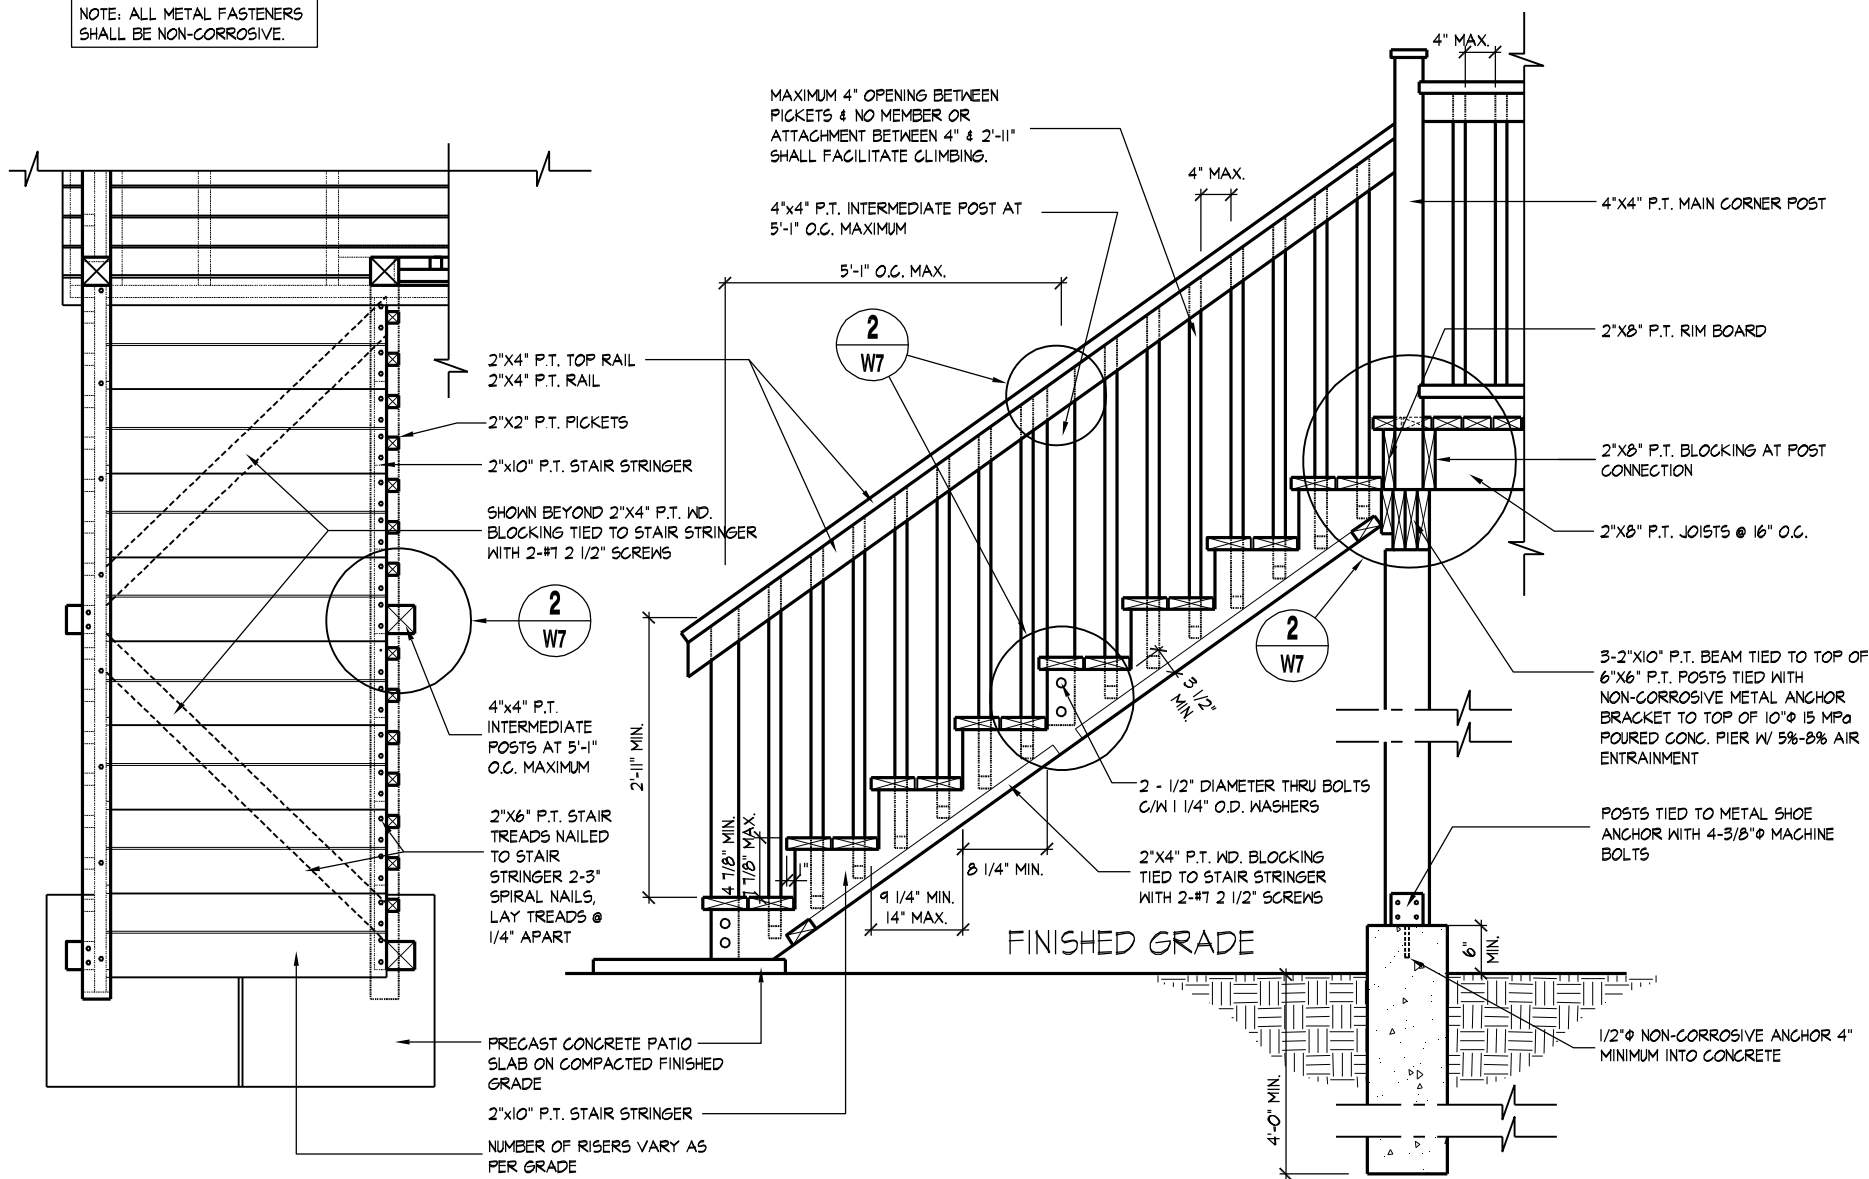 NOTE: ALL METAL FASTENERS
SHALL BE NON-CORROSIVE.
4" MAX.
MAXIMUM 4" OPENING BETWEEN
PICKETS & NO MEMBER OR
ATTACHMENT BETWEEN 4" & 2'-11"
SHALL FACILITATE CLIMBING.
4" MAX.
4"x4" P.T. INTERMEDIATE POST AT
5'-1" O.C. MAXIMUM
4"X4" P.T. MAIN CORNER POST
5'-1" O.C. MAX.
2
W7
2"X8" P.T. RIM BOARD
2"X4" P.T. TOP RAIL
2"X4" P.T. RAIL
2"X2" P.T. PICKETS
2"x10" P.T. STAIR STRINGER
2"X8" P.T. BLOCKING AT POST
CONNECTION
SHOWN BEYOND 2"X4" P.T. WD.
BLOCKING TIED TO STAIR STRINGER
WITH 2-#7 2 1/2" SCREWS
2"X8" P.T. JOISTS @ 16" O.C.
2
W7
2
W7
3-2"X10" P.T. BEAM TIED TO TOP OF
6"X6" P.T. POSTS TIED WITH
NON-CORROSIVE METAL ANCHOR
BRACKET TO TOP OF 10"Φ 15 MPa
POURED CONC. PIER W/ 5%-8% AIR
ENTRAINMENT
3 1/2"
MIN.
4"x4" P.T.
INTERMEDIATE
POSTS AT 5'-1"
O.C. MAXIMUM
2'-11" MIN.
2 - 1/2" DIAMETER THRU BOLTS
C/W 1 1/4" O.D. WASHERS
2"X6" P.T. STAIR
TREADS NAILED
TO STAIR
STRINGER 2-3"
SPIRAL NAILS,
LAY TREADS @
1/4" APART
4 7/8" MIN.
7 7/8" MAX.
1"
8 1/4" MIN.
9 1/4" MIN.
14" MAX.
2"X4" P.T. WD. BLOCKING
TIED TO STAIR STRINGER
WITH 2-#7 2 1/2" SCREWS
POSTS TIED TO METAL SHOE
ANCHOR WITH 4-3/8"Φ MACHINE
BOLTS
FINISHED GRADE
6"
MIN.
PRECAST CONCRETE PATIO
SLAB ON COMPACTED FINISHED
GRADE
1/2"Φ NON-CORROSIVE ANCHOR 4"
MINIMUM INTO CONCRETE
4'-0" MIN.
2"x10" P.T. STAIR STRINGER
NUMBER OF RISERS VARY AS
PER GRADE